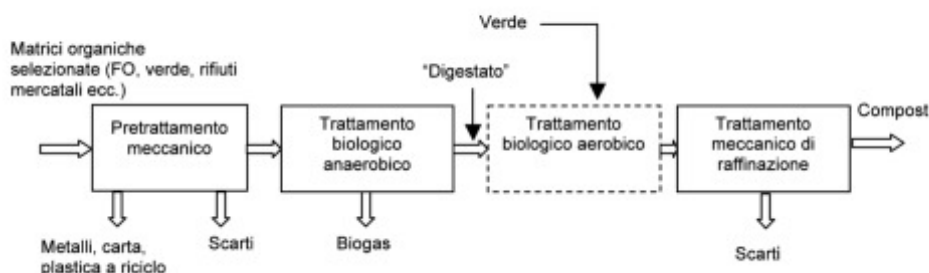 Verde
Matrici organiche
selezionate (FO, verde, rifiuti
mercatali ecc.)
"Digestato"
Pretrattamento
meccanico
Trattamento
biologico
anaerobico
Trattamento
biologico aerobico
Trattamento
meccanico di
raffinazione
Compost
Metalli, carta,
plastica a riciclo
Scarti
Biogas
Scarti